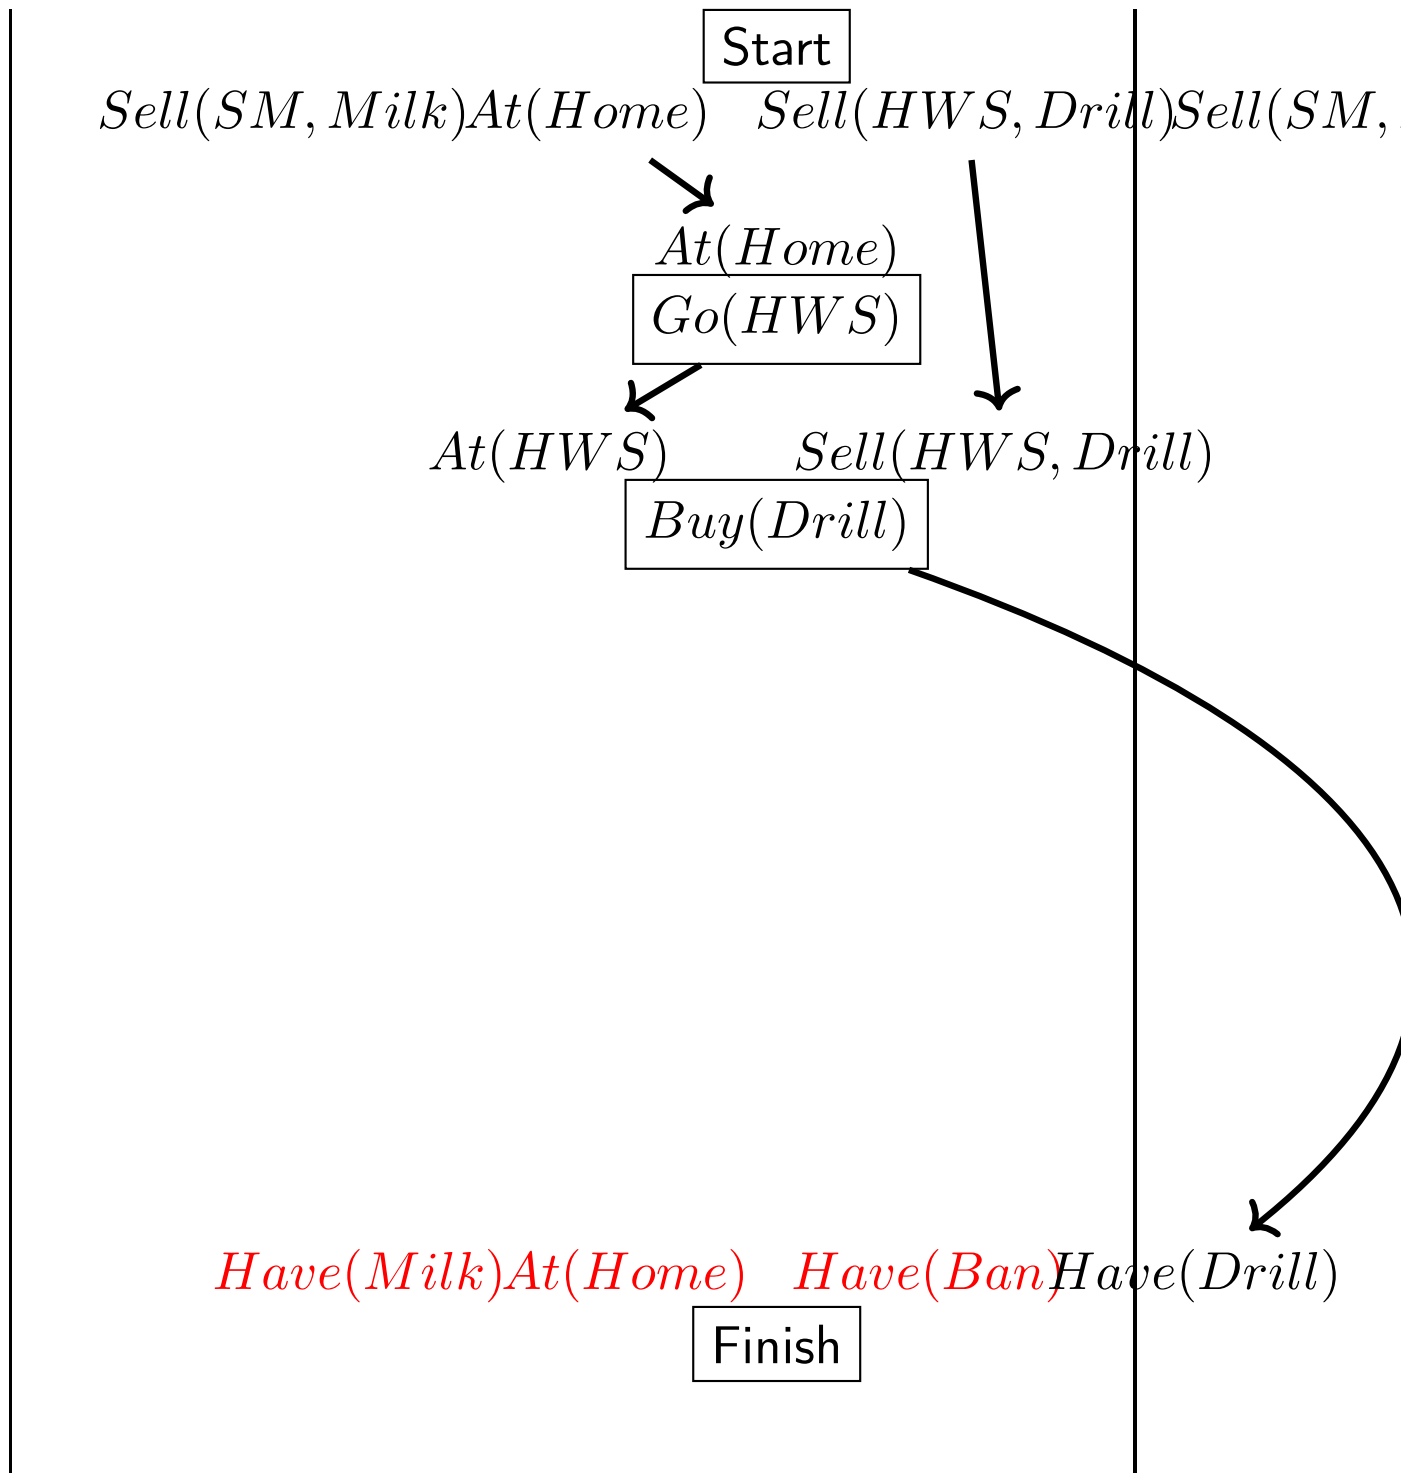 Start
Sell(SM, Milk)At(Home) Sell(HWS, Drill)Sell(SM,
At(Home)
Go(HWS)
At(HWS) Sell(HWS, Drill)
Buy(Drill)
Have(Milk)At(Home) Have(Ban)Have(Drill)
Finish